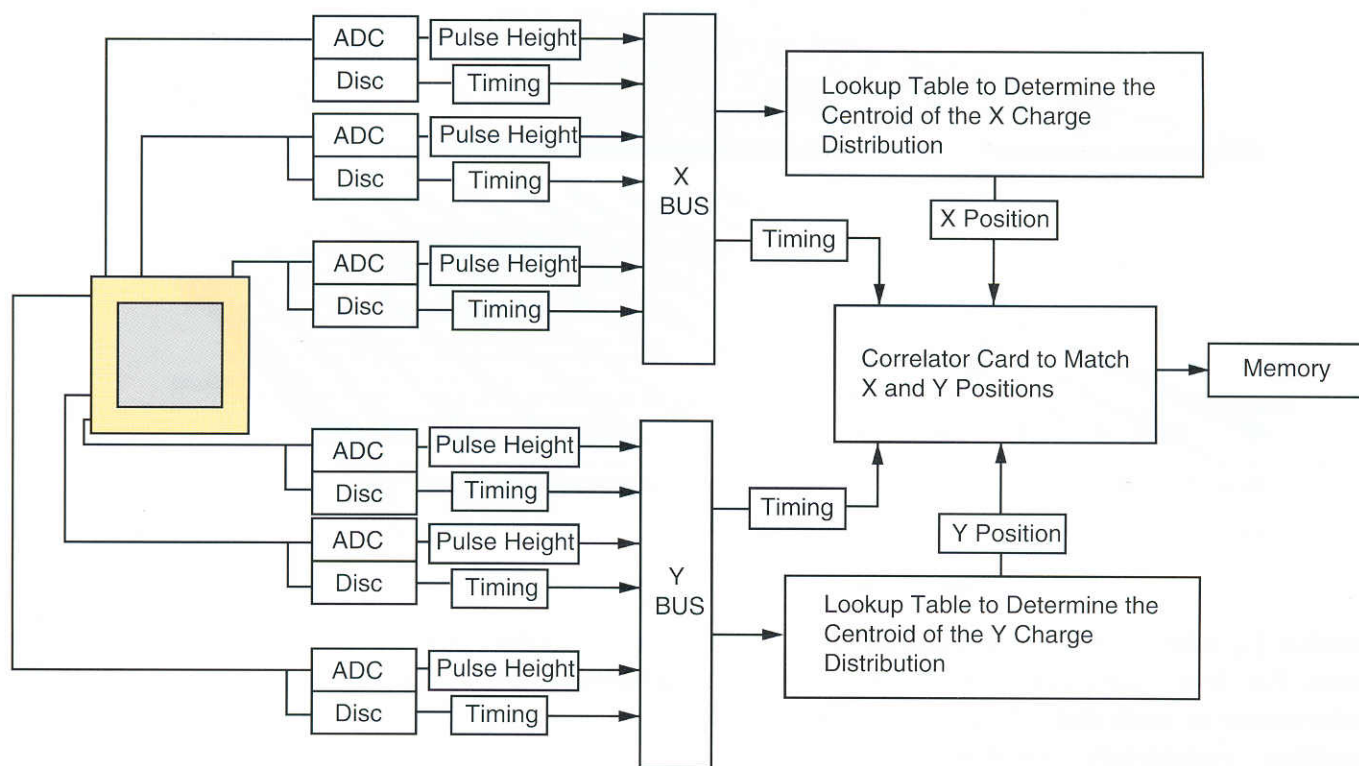 ADC
Pulse Height
Disc
Timing
ADC
Pulse Height
Disc
Timing
ADC
Pulse Height
Disc
Timing
X
BUS
Lookup Table to Determine the
Centroid of the X Charge
Distribution
X Position
Timing
Correlator Card to Match
X and Y Positions
Memory
ADC
Pulse Height
Disc
Timing
ADC
Pulse Height
Disc
Timing
ADC
Pulse Height
Disc
Timing
Y
BUS
Timing
Y Position
Lookup Table to Determine the
Centroid of the Y Charge
Distribution